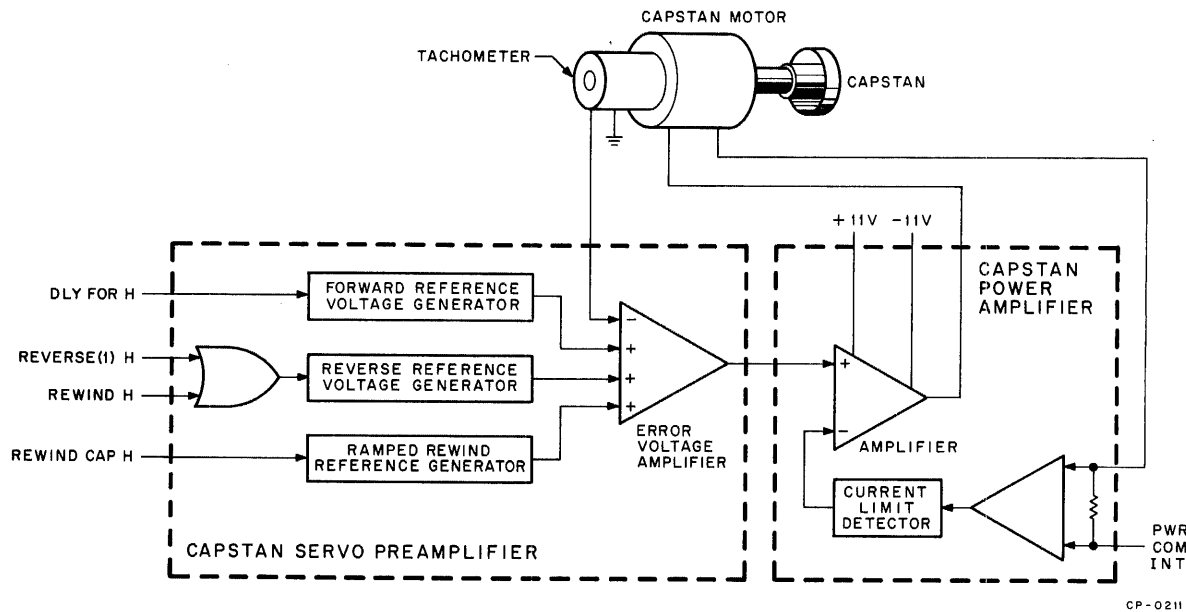 CAPSTAN MOTOR
TACHOMETER
CAPSTAN
+11V -11V
CAPSTAN
POWER
AMPLIFIER
DLY FOR H
FORWARD REFERENCE
VOLTAGE GENERATOR
REVERSE(1) H
REWIND H
REVERSE REFERENCE
VOLTAGE GENERATOR
REWIND CAP H
RAMPED REWIND
REFERENCE GENERATOR
-
+
+
+
ERROR
VOLTAGE
AMPLIFIER
+
-
AMPLIFIER
CURRENT
LIMIT
DETECTOR
PWR
COM
INT
CAPSTAN SERVO PREAMPLIFIER
CP-0211